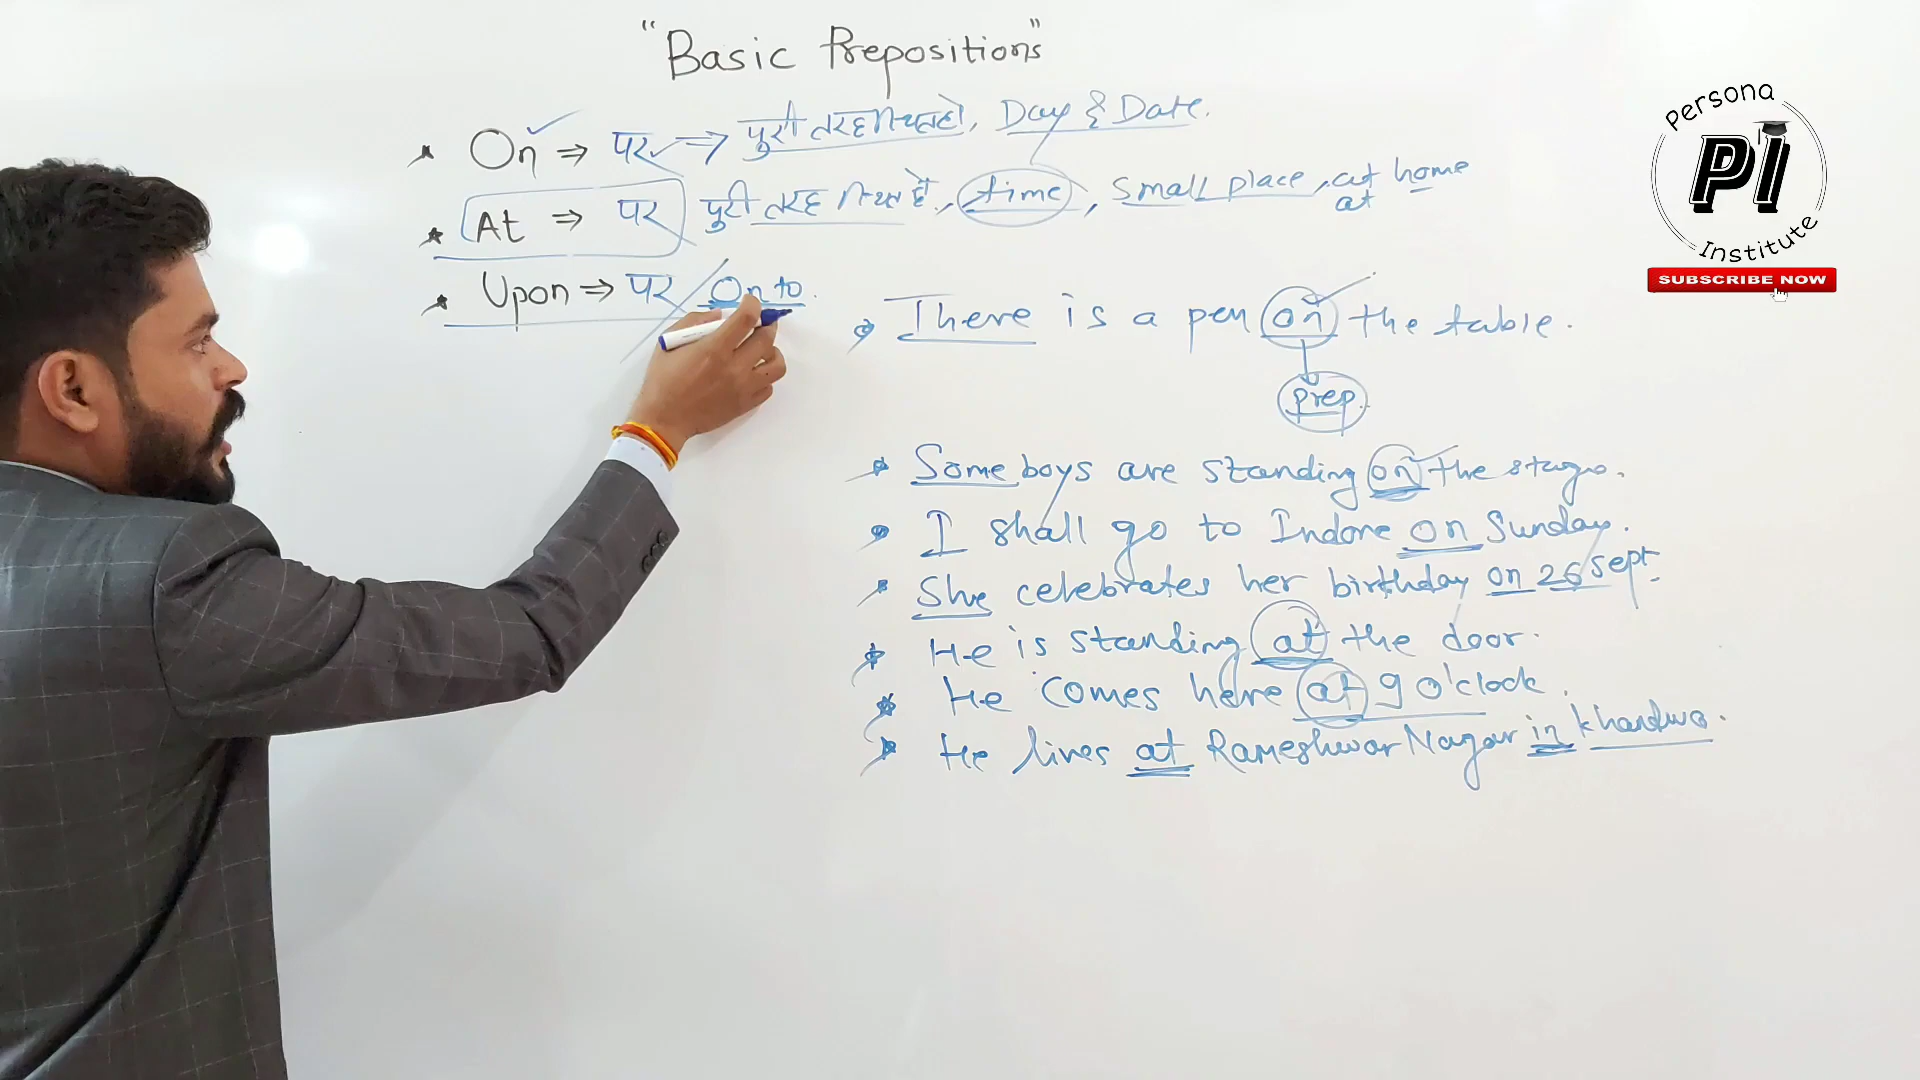 "Basic Prepositions"
On ⇒ पर ⇒ पूरी तरह स्थित हो, Day & Date.
At ⇒ पर पूरी तरह स्थित हो, time, small place, at home
at
Upon ⇒ पर On to.
There is a pen on the table.
prep.
Some boys are standing on the stage.
I shall go to Indore on Sunday.
She celebrates her birthday on 26 Sept.
He is standing at the door.
He comes here at 9 o'clock.
He lives at Rameshwar Nagar in Khandwa.
Persona
PI
Institute
SUBSCRIBE NOW